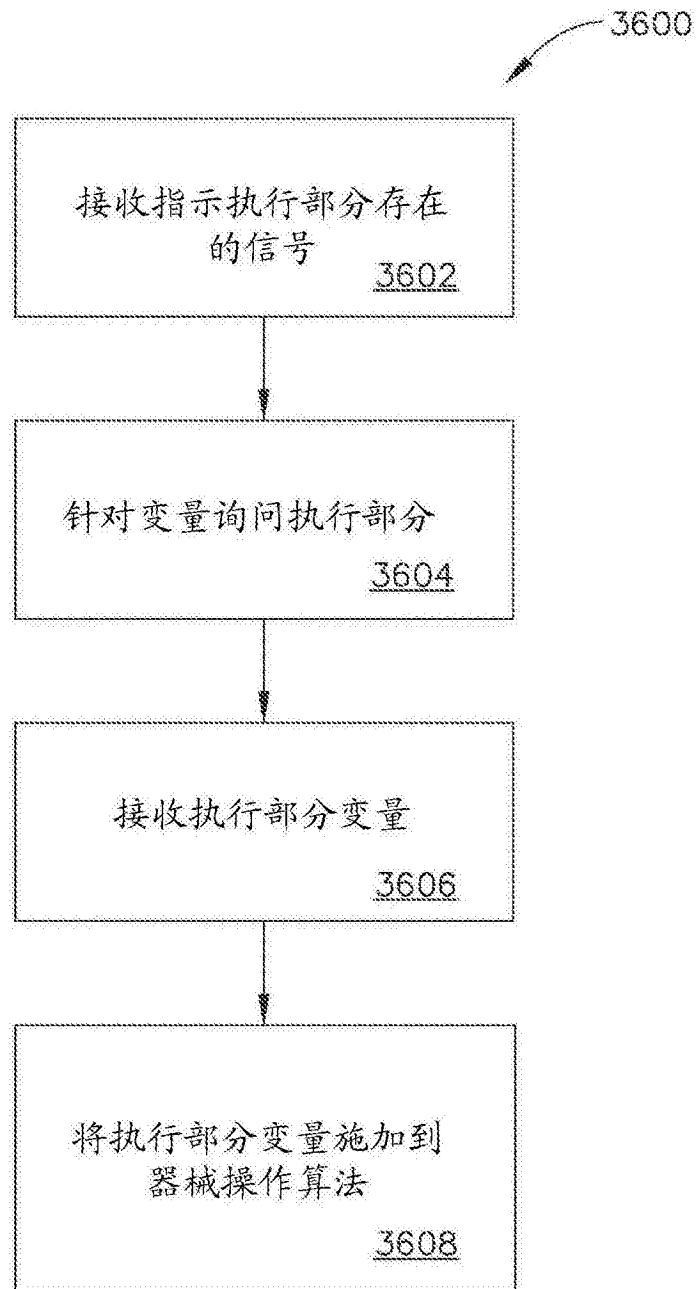 3600
接收指示执行部分存在
的信号
3602
针对变量询问执行部分
3604
接收执行部分变量
3606
将执行部分变量施加到
器械操作算法
3608